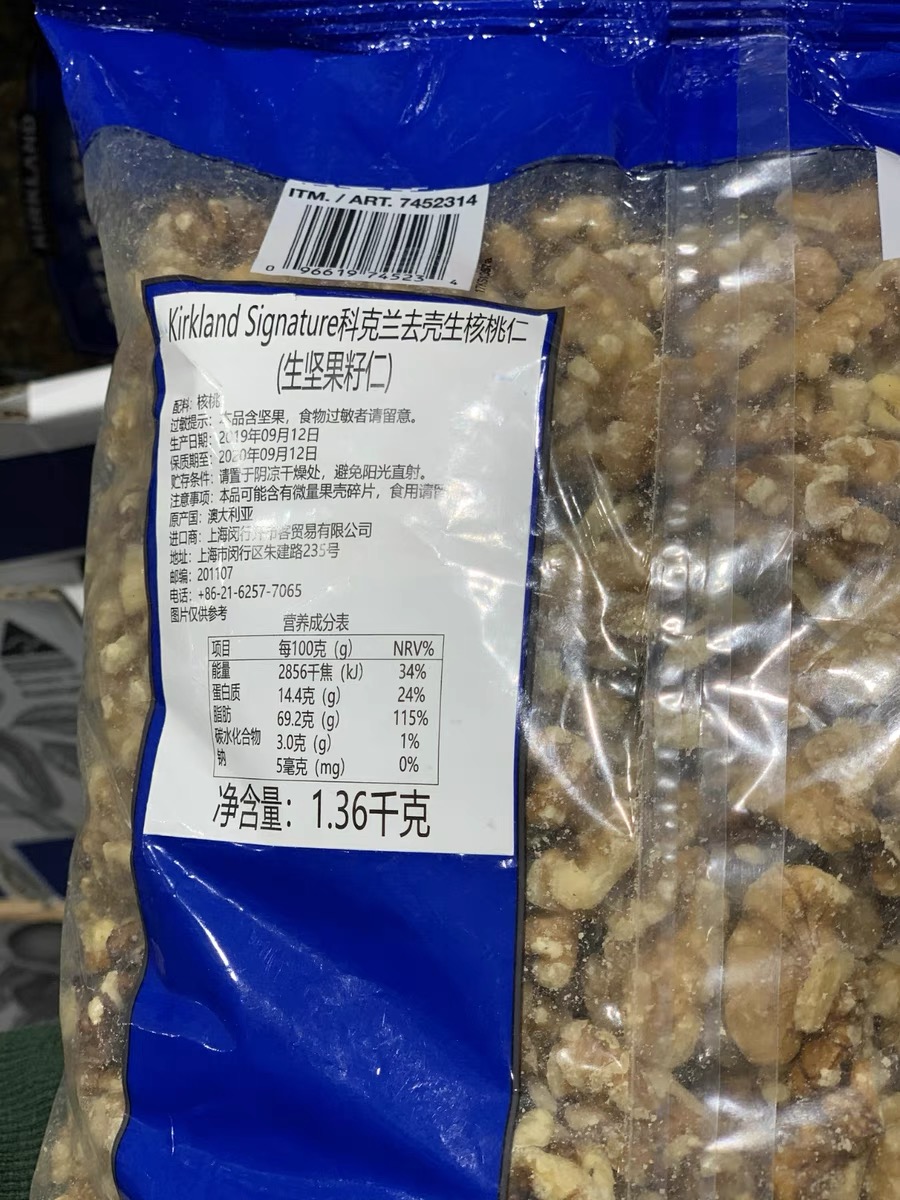 KIRKLAND
ITM. / ART. 7452314
0 96619 74523 4
Kirkland Signature科克兰去壳生核桃仁
(生坚果籽仁)
配料: 核桃
过敏提示: 本品含坚果，食物过敏者请留意。
生产日期: 2019年09月12日
保质期至: 2020年09月12日
贮存条件: 请置于阴凉干燥处，避免阳光直射。
注意事项: 本品可能含有微量果壳碎片，食用请留
原产国: 澳大利亚
进口商: 上海闵行开市客贸易有限公司
地址: 上海市闵行区朱建路235号
邮编: 201107
电话: +86-21-6257-7065
图片仅供参考
营养成分表
项目 每100克 (g) NRV%
能量 2856千焦 (kJ) 34%
蛋白质 14.4克 (g) 24%
脂肪 69.2克 (g) 115%
碳水化合物 3.0克 (g) 1%
钠 5毫克 (mg) 0%
净含量: 1.36千克